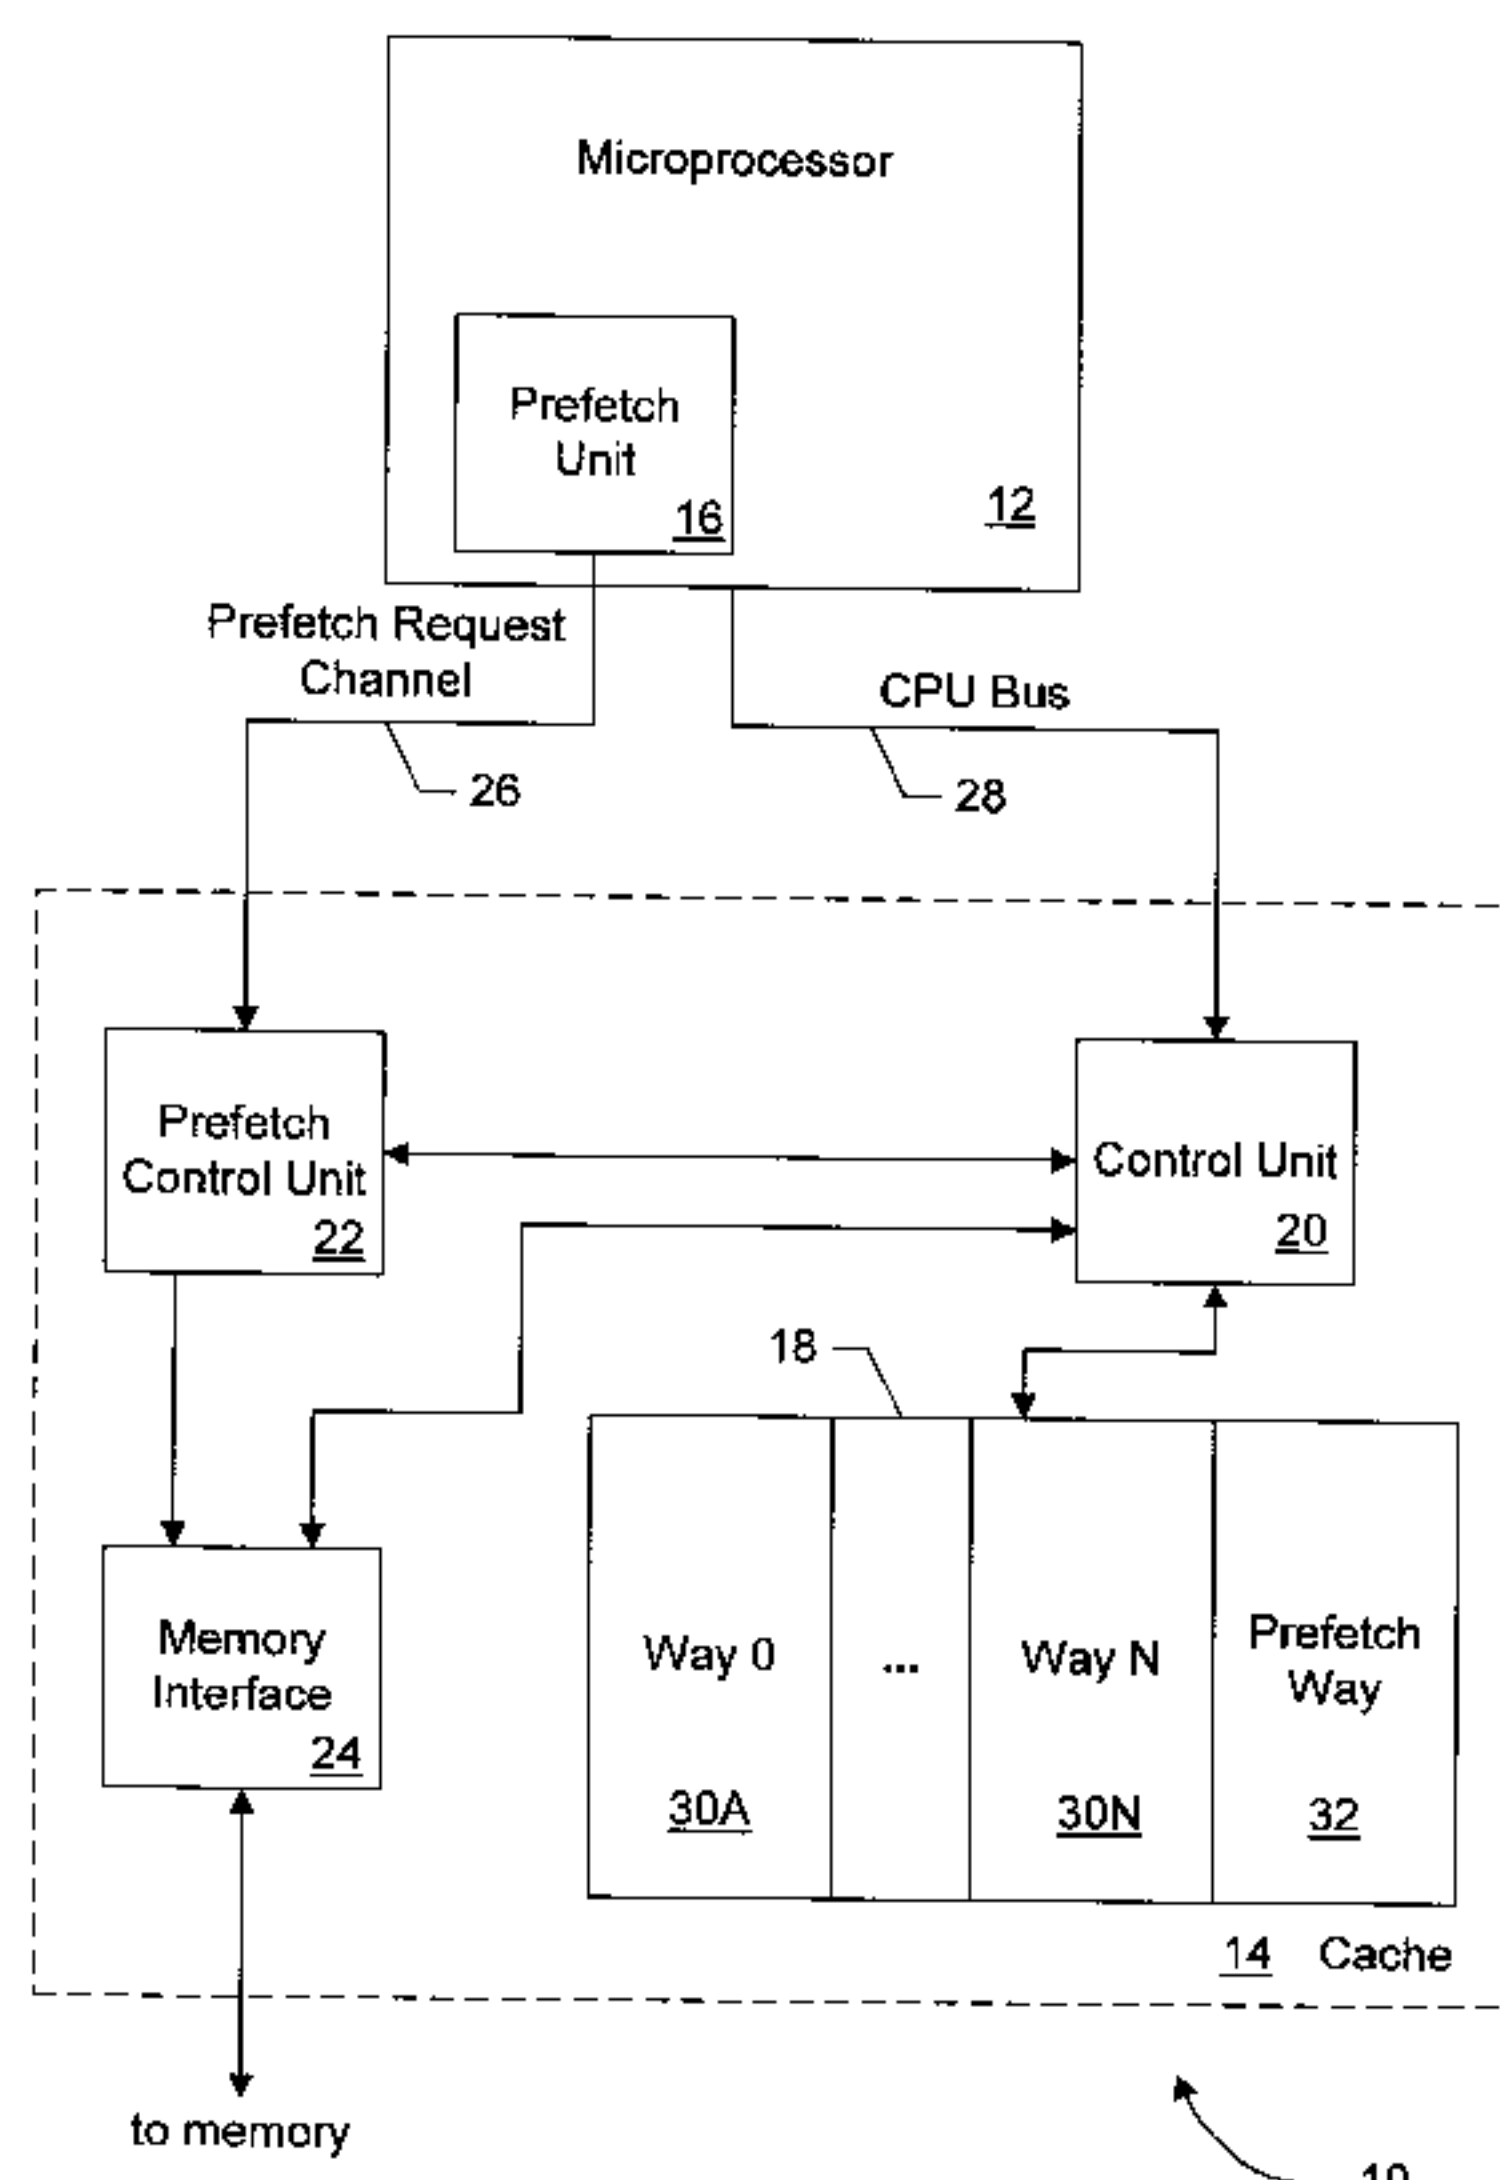 Microprocessor
Prefetch
Unit
16
12
Prefetch Request
Channel
CPU Bus
26
28
Prefetch
Control Unit
22
Control Unit
20
18
Memory
Interface
24
Way 0
...
Way N
Prefetch
Way
30A
30N
32
14 Cache
to memory